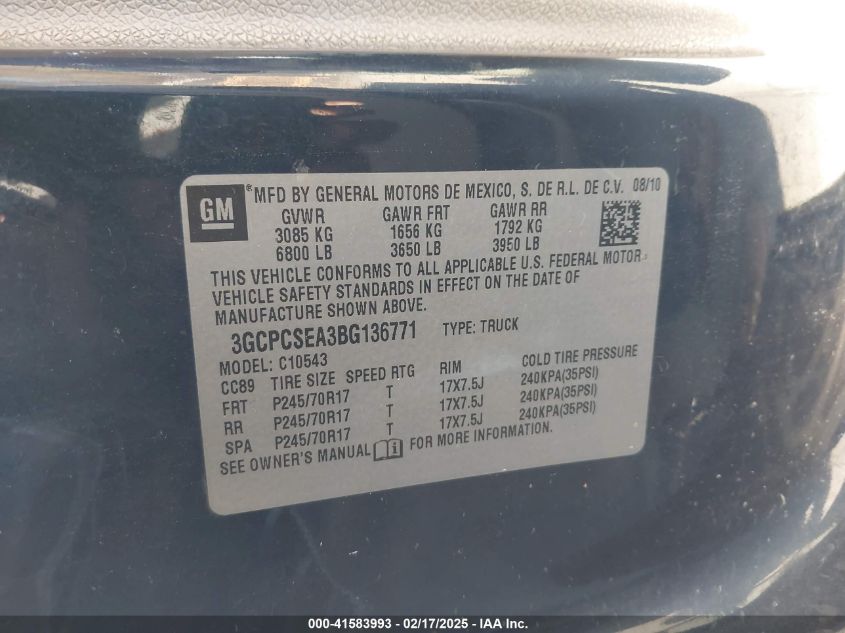 GM
® MFD BY GENERAL MOTORS DE MEXICO, S. DE R.L. DE C.V. 08/10
GVWR GAWR FRT GAWR RR
3085 KG 1656 KG 1792 KG
6800 LB 3650 LB 3950 LB
THIS VEHICLE CONFORMS TO ALL APPLICABLE U.S. FEDERAL MOTOR
VEHICLE SAFETY STANDARDS IN EFFECT ON THE DATE OF
MANUFACTURE SHOWN ABOVE.
3GCPCSEA3BG136771 TYPE: TRUCK
MODEL: C10543
CC89 TIRE SIZE SPEED RTG RIM COLD TIRE PRESSURE
FRT P245/70R17 T 17X7.5J 240KPA(35PSI)
RR P245/70R17 T 17X7.5J 240KPA(35PSI)
SPA P245/70R17 T 17X7.5J 240KPA(35PSI)
SEE OWNER'S MANUAL i FOR MORE INFORMATION.
000-41583993 - 02/17/2025 - IAA Inc.